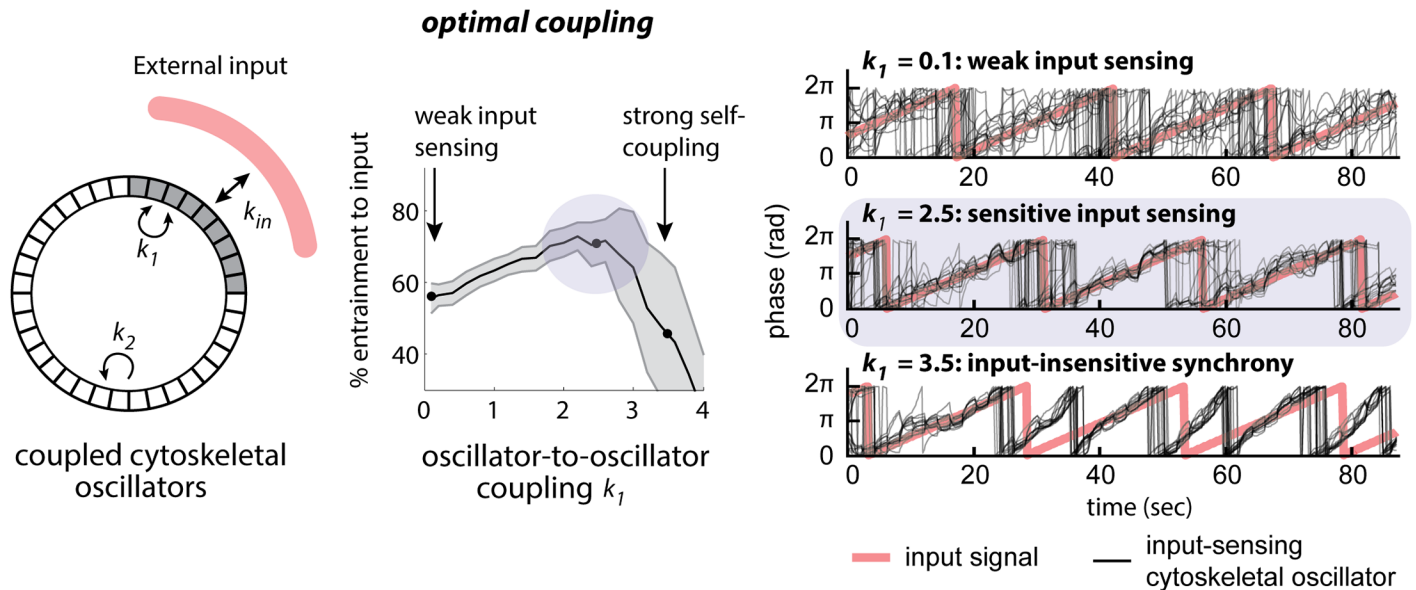 optimal coupling
External input
k_in
k_1
k_2
coupled cytoskeletal
oscillators
weak input
sensing
strong self-
coupling
% entrainment to input
80
60
40
0 1 2 3 4
oscillator-to-oscillator
coupling k_1
k_1 = 0.1: weak input sensing
2π
π
0
0 20 40 60 80
k_1 = 2.5: sensitive input sensing
2π
π
0
0 20 40 60 80
k_1 = 3.5: input-insensitive synchrony
2π
π
0
0 20 40 60 80
phase (rad)
time (sec)
input signal
input-sensing
cytoskeletal oscillator